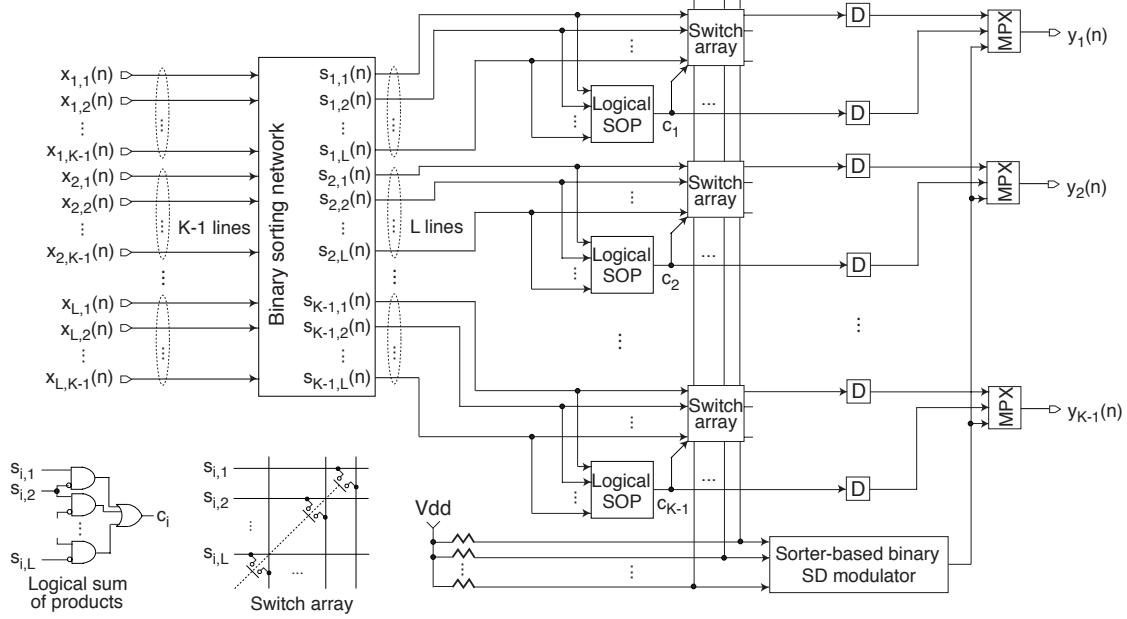 x1,1(n)
x1,2(n)
x1,K-1(n)
x2,1(n)
x2,2(n)
x2,K-1(n)
xL,1(n)
xL,2(n)
xL,K-1(n)
K-1 lines
Binary sorting network
s1,1(n)
s1,2(n)
s1,L(n)
s2,1(n)
s2,2(n)
s2,L(n)
sK-1,1(n)
sK-1,2(n)
sK-1,L(n)
L lines
Switch
array
Logical
SOP
c1
...
D
D
MPX
y1(n)
Switch
array
Logical
SOP
c2
...
D
D
MPX
y2(n)
Switch
array
Logical
SOP
cK-1
...
D
D
MPX
yK-1(n)
si,1
si,2
si,L
ci
Logical sum
of products
si,1
si,2
si,L
...
Switch array
Vdd
Sorter-based binary
SD modulator